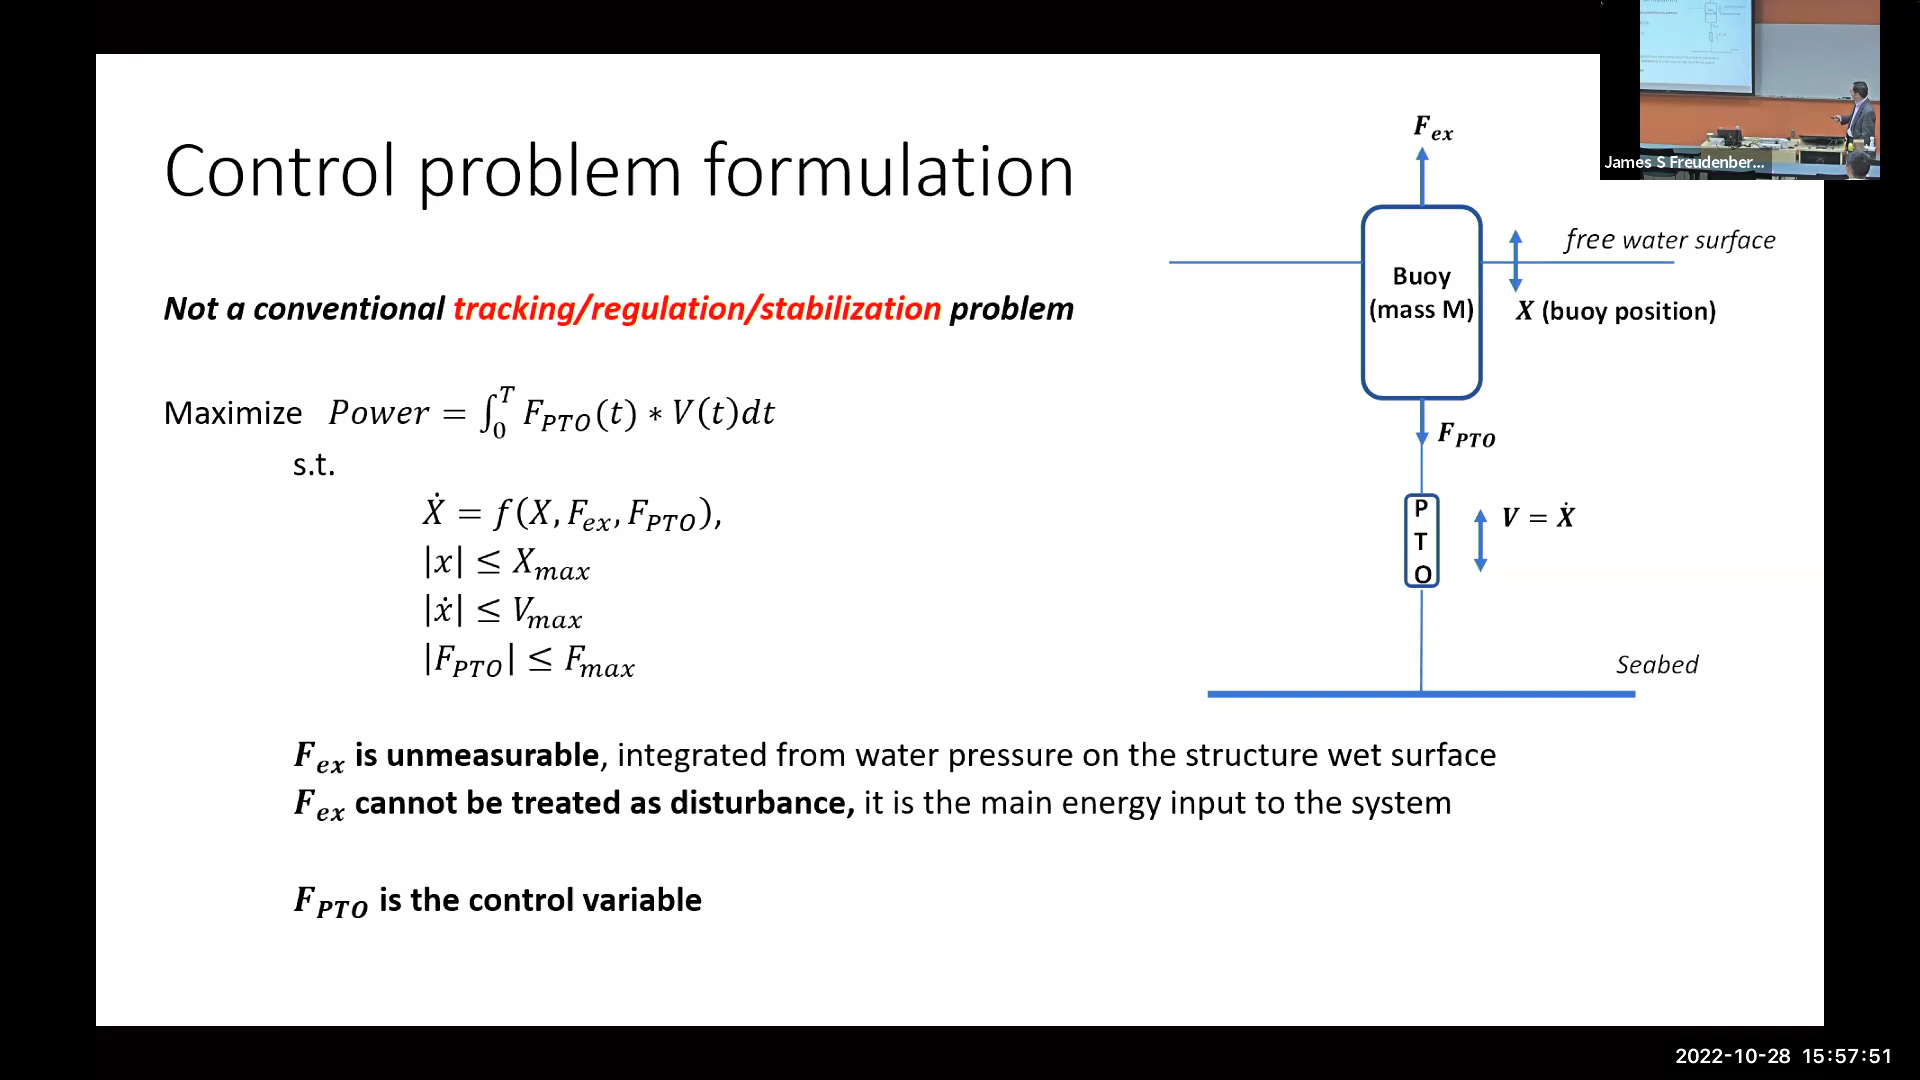 James S Freudenber...
Control problem formulation
Not a conventional tracking/regulation/stabilization problem
Maximize Power = ∫₀ᵀ F_PTO(t) ∗ V(t)dt
s.t.
Ẋ = f(X, F_ex, F_PTO),
|x| ≤ X_max
|ẋ| ≤ V_max
|F_PTO| ≤ F_max
F_ex
free water surface
Buoy
(mass M)
X (buoy position)
F_PTO
P
T
O
V = Ẋ
Seabed
F_ex is unmeasurable, integrated from water pressure on the structure wet surface
F_ex cannot be treated as disturbance, it is the main energy input to the system
F_PTO is the control variable
2022-10-28 15:57:51